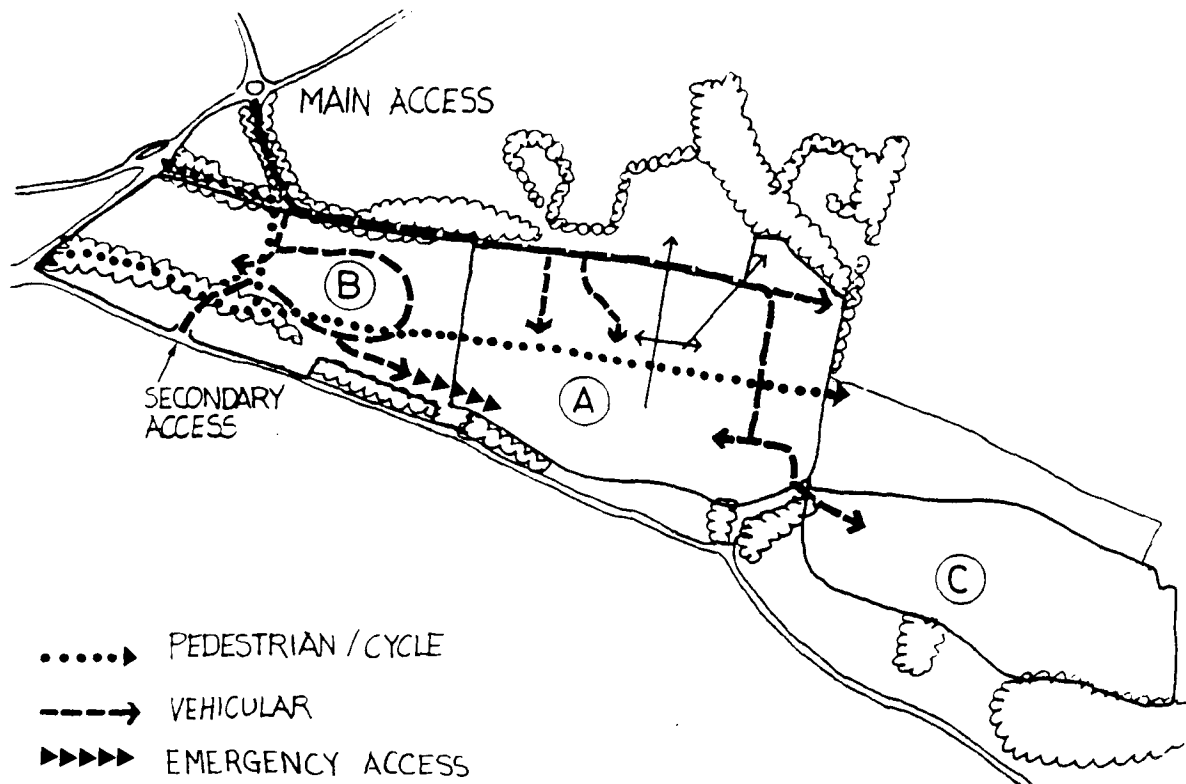 MAIN ACCESS
B
SECONDARY
ACCESS
A
C
PEDESTRIAN / CYCLE
VEHICULAR
EMERGENCY ACCESS